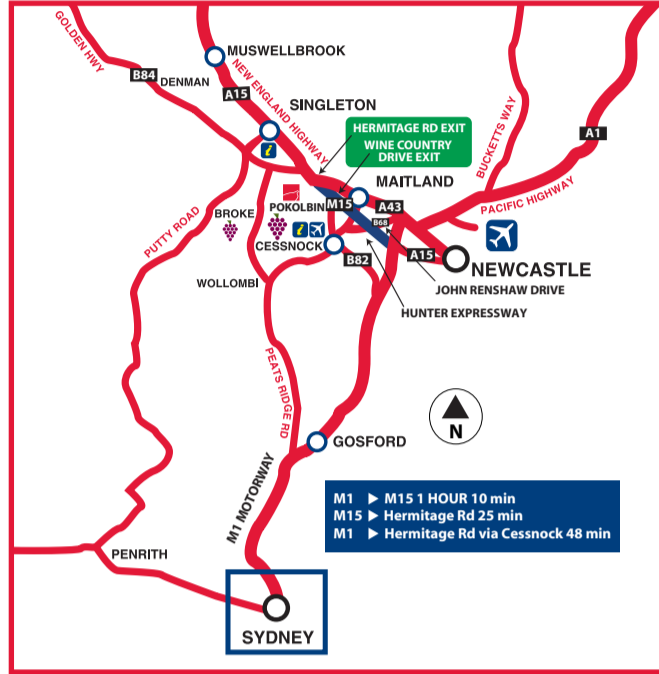 GOLDEN HWY
MUSWELLBROOK
B84
DENMAN
A15
NEW ENGLAND HIGHWAY
SINGLETON
i
HERMITAGE RD EXIT
WINE COUNTRY
DRIVE EXIT
BUCKETTS WAY
A1
MAITLAND
PACIFIC HIGHWAY
POKOLBIN
M15
A43
B68
BROKE
i
CESSNOCK
PUTTY ROAD
B82
A15
NEWCASTLE
WOLLOMBI
JOHN RENSHAW DRIVE
HUNTER EXPRESSWAY
PEATS RIDGE RD
N
GOSFORD
M1 MOTORWAY
M1 ▶ M15 1 HOUR 10 min
M15 ▶ Hermitage Rd 25 min
M1 ▶ Hermitage Rd via Cessnock 48 min
PENRITH
SYDNEY